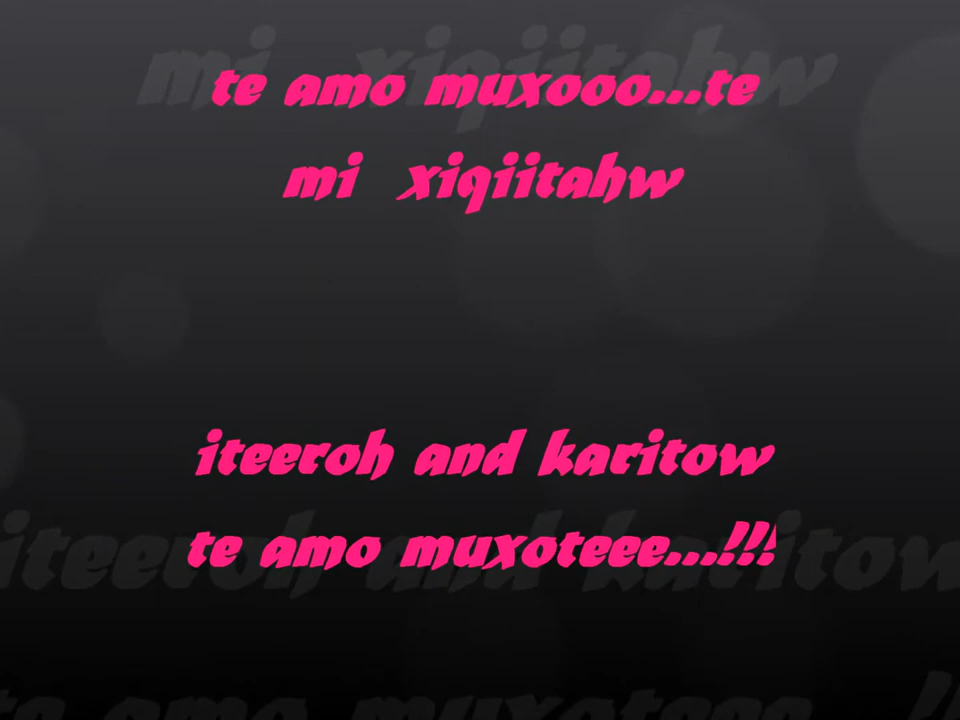 te amo muxooo...te
mi xiqiitahw
iteeroh and karitow
te amo muxoteee...!!!